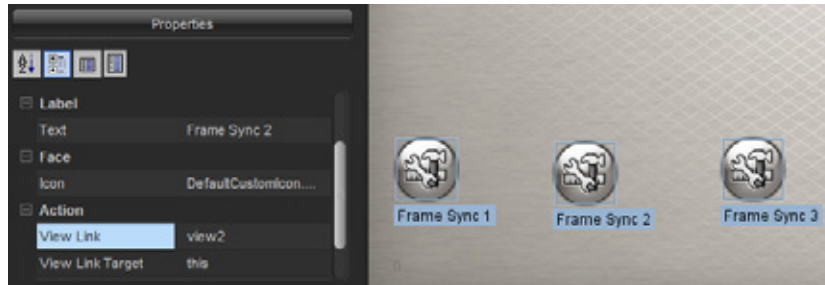 Properties
Label
Text Frame Sync 2
Face
Icon DefaultCustomIcon....
Action
View Link view2
View Link Target this
Frame Sync 1
Frame Sync 2
Frame Sync 3